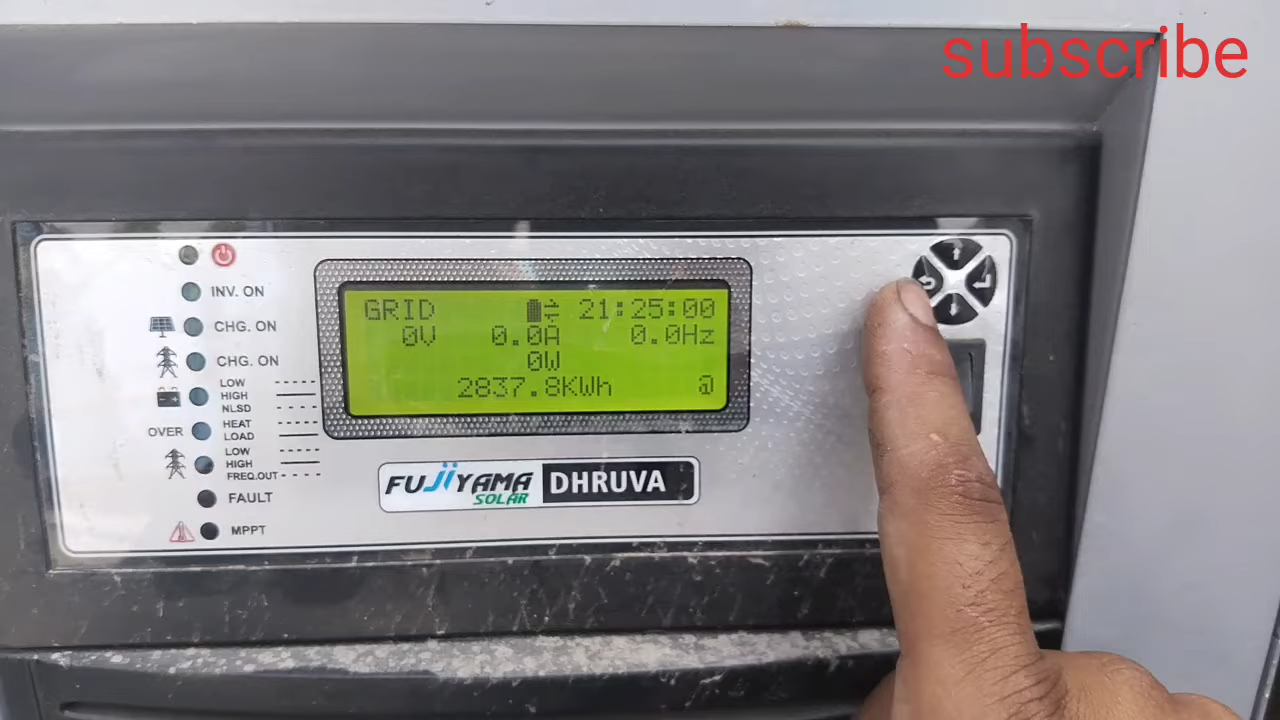 subscribe
INV. ON
CHG. ON
CHG. ON
LOW
HIGH
NLSD
OVER
HEAT
LOAD
LOW
HIGH
FREQ.OUT
FAULT
MPPT
GRID 21:25:00
0V 0.0A 0.0Hz
0W
2837.8KWh @
FUJIYAMA
SOLAR
DHRUVA